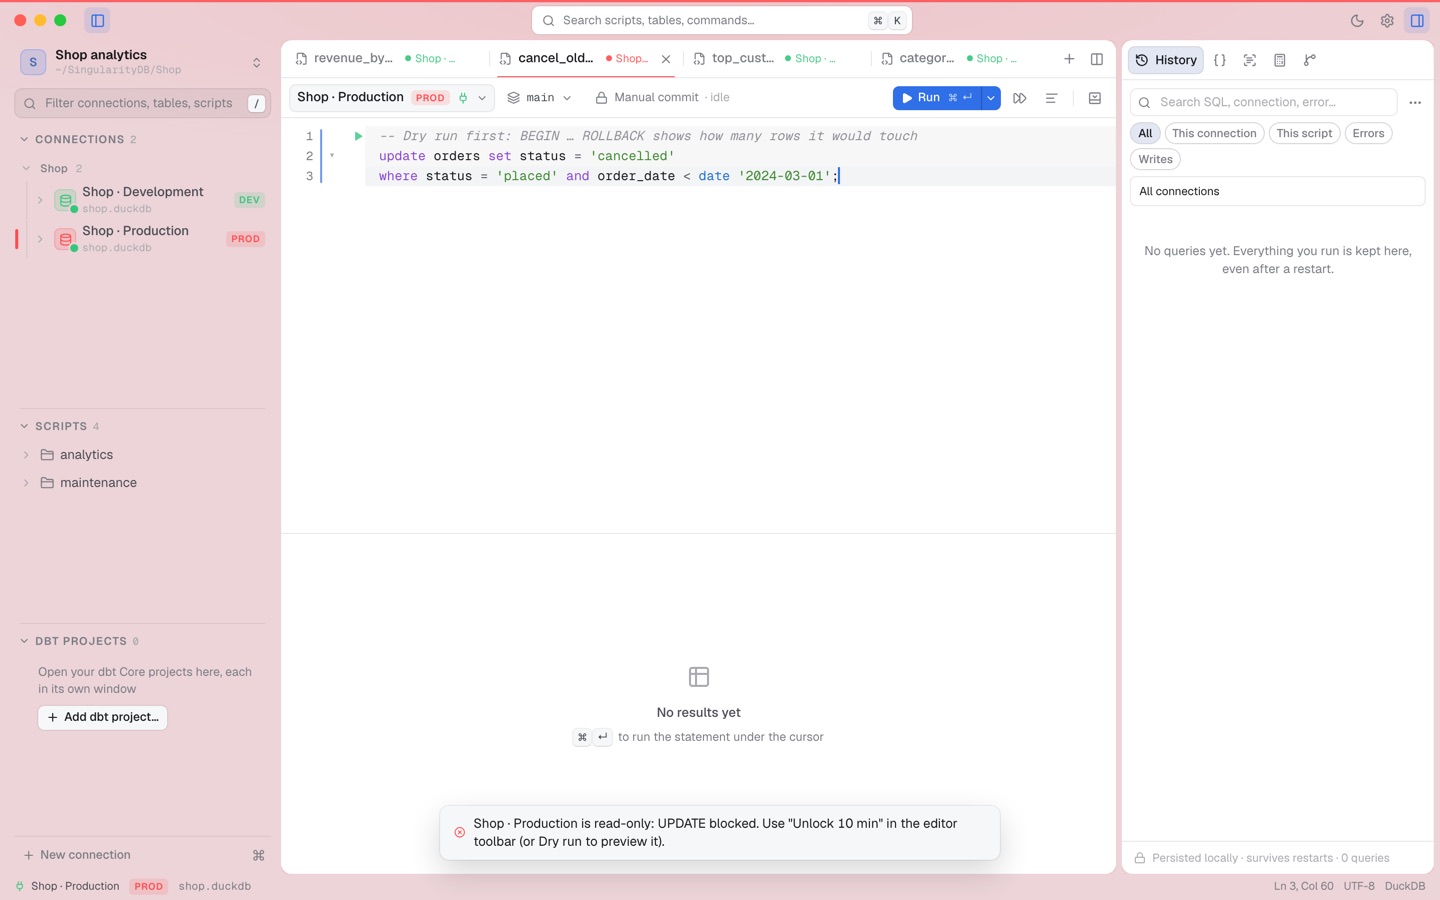 Search scripts, tables, commands... ⌘ K
S Shop analytics
~/SingularityDB/Shop
Filter connections, tables, scripts /
CONNECTIONS 2
Shop 2
Shop · Development DEV
shop.duckdb
Shop · Production PROD
shop.duckdb
SCRIPTS 4
analytics
maintenance
DBT PROJECTS 0
Open your dbt Core projects here, each
in its own window
+ Add dbt project...
+ New connection ⌘
revenue_by... Shop · ...
cancel_old... Shop...
top_cust... Shop · ...
categor... Shop · ...
Shop · Production PROD
main
Manual commit · idle
Run ⌘ ↵
1 -- Dry run first: BEGIN … ROLLBACK shows how many rows it would touch
2 update orders set status = 'cancelled'
3 where status = 'placed' and order_date < date '2024-03-01';
No results yet
⌘ ↵ to run the statement under the cursor
Shop · Production is read-only: UPDATE blocked. Use "Unlock 10 min" in the editor
toolbar (or Dry run to preview it).
History {}
Search SQL, connection, error...
All This connection This script Errors
Writes
All connections
No queries yet. Everything you run is kept here,
even after a restart.
Persisted locally · survives restarts · 0 queries
Shop · Production PROD shop.duckdb
Ln 3, Col 60 UTF-8 DuckDB